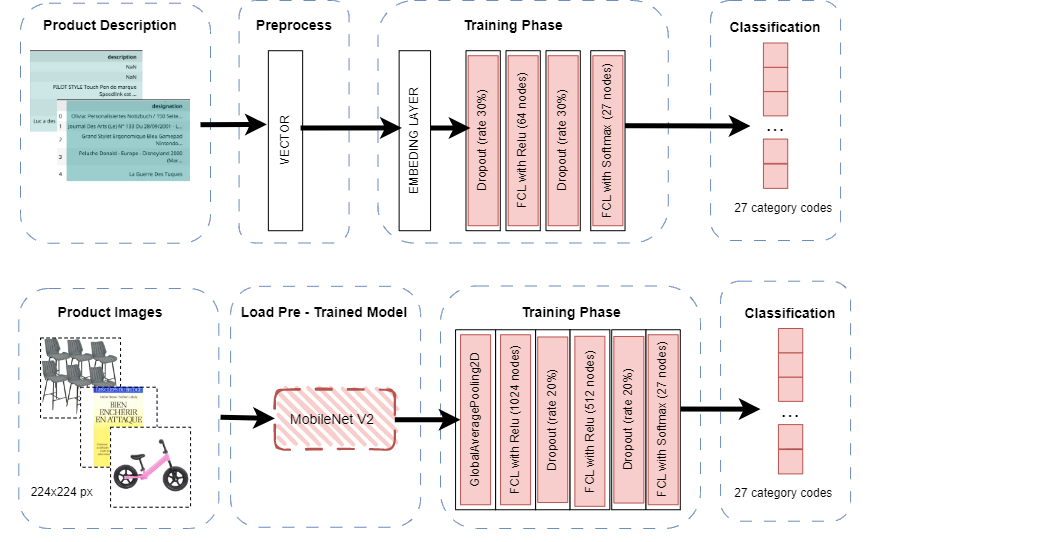 Product Description
Preprocess
Training Phase
Classification
description
NaN
NaN
PILOT STYLE Touch Pen de marque
Speedlink est ...
Luc a des
designation
0 Olivia: Personalisiertes Notizbuch / 150 Seite...
1 Journal Des Arts (Le) N° 133 Du 28/09/2001 - L...
2 Grand Stylet Ergonomique Bleu Gamepad
Nintendo...
3 Peluche Donald - Europe - Disneyland 2000
(Mar...
4 La Guerre Des Tuques
VECTOR
EMBEDING LAYER
Dropout (rate 30%)
FCL with Relu (64 nodes)
Dropout (rate 30%)
FCL with Softmax (27 nodes)
...
27 category codes
Product Images
Load Pre - Trained Model
Training Phase
Classification
BIEN
ENCHÉRIR
EN ATTAQUE
224x224 px
MobileNet V2
GlobalAveragePooling2D
FCL with Relu (1024 nodes)
Dropout (rate 20%)
FCL with Relu (512 nodes)
Dropout (rate 20%)
FCL with Softmax (27 nodes)
...
27 category codes